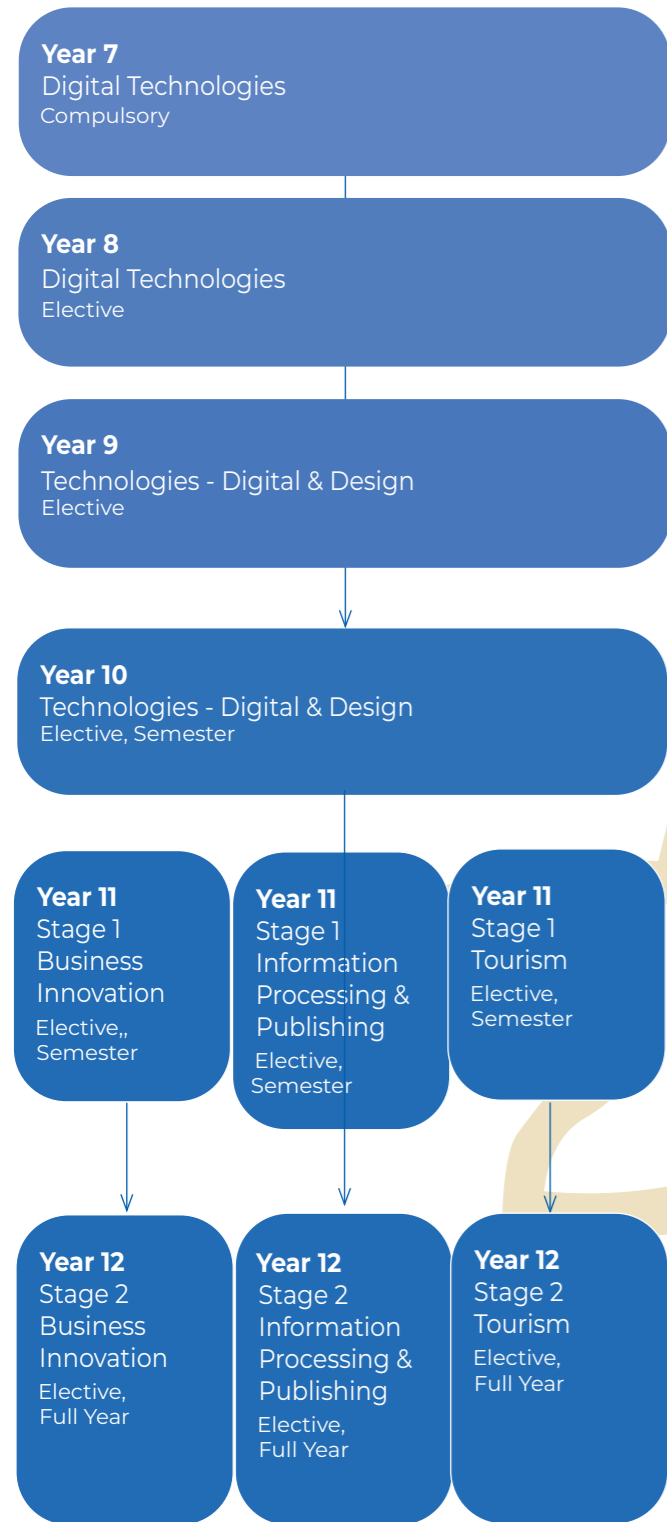 Year 7
Digital Technologies
Compulsory
Year 8
Digital Technologies
Elective
Year 9
Technologies - Digital & Design
Elective
Year 10
Technologies - Digital & Design
Elective, Semester
Year 11
Stage 1
Business
Innovation
Elective,,
Semester
Year 11
Stage 1
Information
Processing &
Publishing
Elective,
Semester
Year 11
Stage 1
Tourism
Elective,
Semester
Year 12
Stage 2
Business
Innovation
Elective,
Full Year
Year 12
Stage 2
Information
Processing &
Publishing
Elective,
Full Year
Year 12
Stage 2
Tourism
Elective,
Full Year